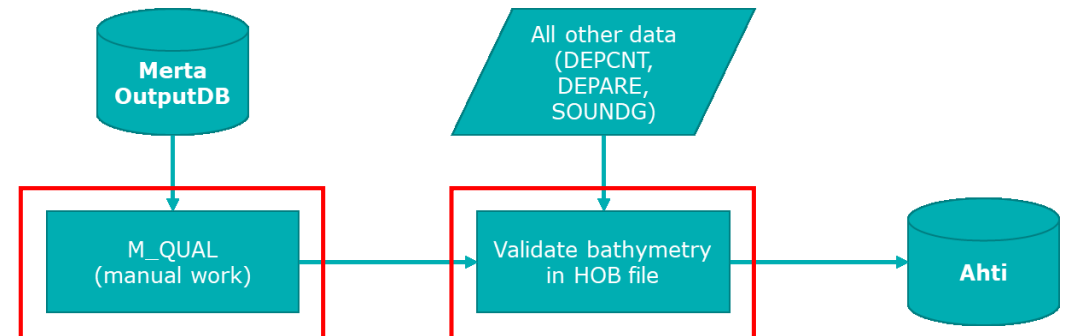 Merta
OutputDB
All other data
(DEPCNT,
DEPARE,
SOUNDG)
M_QUAL
(manual work)
Validate bathymetry
in HOB file
Ahti